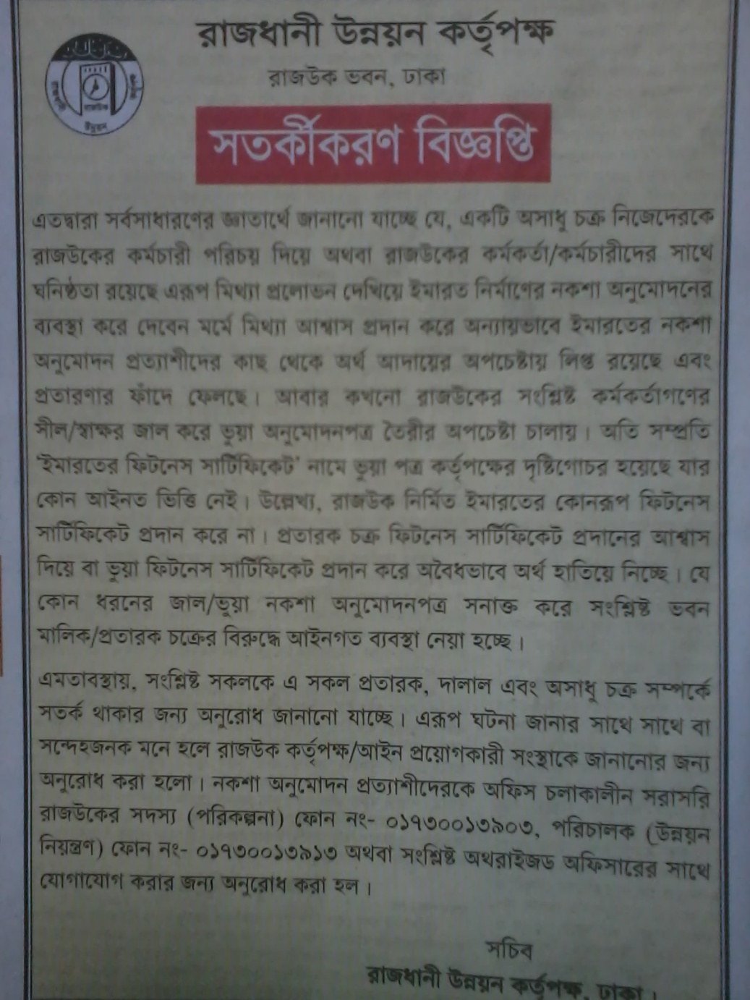 রাজধানী উন্নয়ন কর্তৃপক্ষ
রাজউক ভবন, ঢাকা
সতর্কীকরণ বিজ্ঞপ্তি
এতদ্বারা সর্বসাধারণের জ্ঞাতার্থে জানানো যাচ্ছে যে, একটি অসাধু চক্র নিজেদেরকে
রাজউকের কর্মচারী পরিচয় দিয়ে অথবা রাজউকের কর্মকর্তা/কর্মচারীদের সাথে
ঘনিষ্ঠতা রয়েছে এরূপ মিথ্যা প্রলোভন দেখিয়ে ইমারত নির্মাণের নকশা অনুমোদনের
ব্যবস্থা করে দেবেন মর্মে মিথ্যা আশ্বাস প্রদান করে অন্যায়ভাবে ইমারতের নকশা
অনুমোদন প্রত্যাশীদের কাছ থেকে অর্থ আদায়ের অপচেষ্টায় লিপ্ত রয়েছে এবং
প্রতারণার ফাঁদে ফেলছে। আবার কখনো রাজউকের সংশ্লিষ্ট কর্মকর্তাগণের
সীল/স্বাক্ষর জাল করে ভুয়া অনুমোদনপত্র তৈরীর অপচেষ্টা চালায়। অতি সম্প্রতি
‘ইমারতের ফিটনেস সার্টিফিকেট’ নামে ভুয়া পত্র কর্তৃপক্ষের দৃষ্টিগোচর হয়েছে যার
কোন আইনত ভিত্তি নেই। উল্লেখ্য, রাজউক নির্মিত ইমারতের কোনরূপ ফিটনেস
সার্টিফিকেট প্রদান করে না। প্রতারক চক্র ফিটনেস সার্টিফিকেট প্রদানের আশ্বাস
দিয়ে বা ভুয়া ফিটনেস সার্টিফিকেট প্রদান করে অবৈধভাবে অর্থ হাতিয়ে নিচ্ছে। যে
কোন ধরনের জাল/ভুয়া নকশা অনুমোদনপত্র সনাক্ত করে সংশ্লিষ্ট ভবন
মালিক/প্রতারক চক্রের বিরুদ্ধে আইনগত ব্যবস্থা নেয়া হচ্ছে।
এমতাবস্থায়, সংশ্লিষ্ট সকলকে এ সকল প্রতারক, দালাল এবং অসাধু চক্র সম্পর্কে
সতর্ক থাকার জন্য অনুরোধ জানানো যাচ্ছে। এরূপ ঘটনা জানার সাথে সাথে বা
সন্দেহজনক মনে হলে রাজউক কর্তৃপক্ষ/আইন প্রয়োগকারী সংস্থাকে জানানোর জন্য
অনুরোধ করা হলো। নকশা অনুমোদন প্রত্যাশীদেরকে অফিস চলাকালীন সরাসরি
রাজউকের সদস্য (পরিকল্পনা) ফোন নং- ০১৭৩০০১৩৯০৩, পরিচালক (উন্নয়ন
নিয়ন্ত্রণ) ফোন নং- ০১৭৩০০১৩৯১৩ অথবা সংশ্লিষ্ট অথরাইজড অফিসারের সাথে
যোগাযোগ করার জন্য অনুরোধ করা হল।
সচিব
রাজধানী উন্নয়ন কর্তৃপক্ষ, ঢাকা।